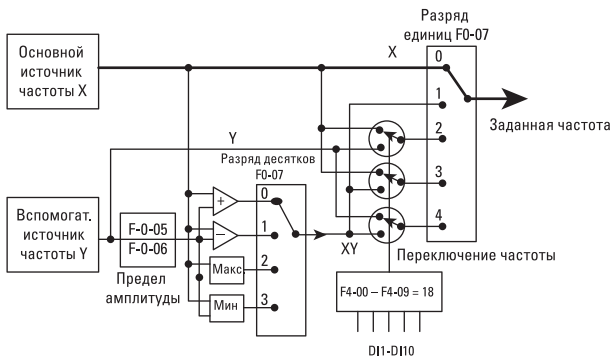 Разряд
единиц F0-07
Основной
источник
частоты X
X
0
1
2
3
4
Заданная частота
Y
Разряд десятков
F0-07
0
1
2
3
+
–
Макс.
Мин
Вспомогат.
источник
частоты Y
F-0-05
F-0-06
Предел
амплитуды
XY
Переключение частоты
F4-00 – F4-09 = 18
DI1-DI10